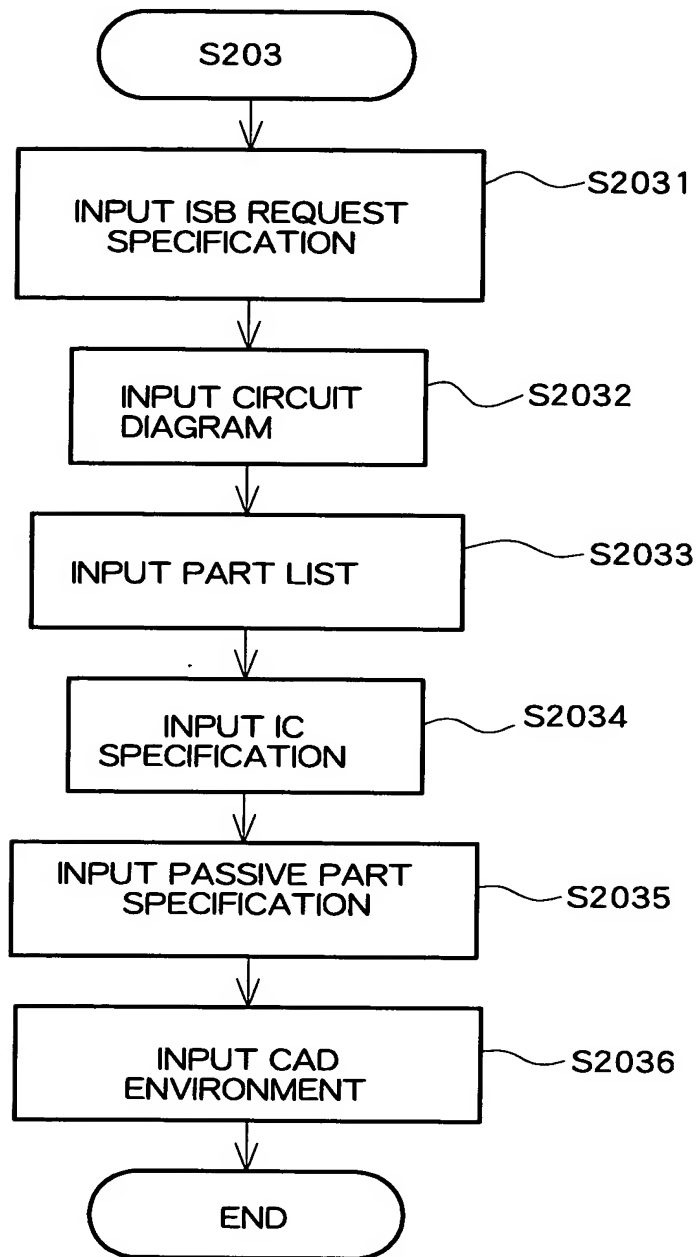 S203
INPUT ISB REQUEST
SPECIFICATION
S2031
INPUT CIRCUIT
DIAGRAM
S2032
INPUT PART LIST
S2033
INPUT IC
SPECIFICATION
S2034
INPUT PASSIVE PART
SPECIFICATION
S2035
INPUT CAD
ENVIRONMENT
S2036
END